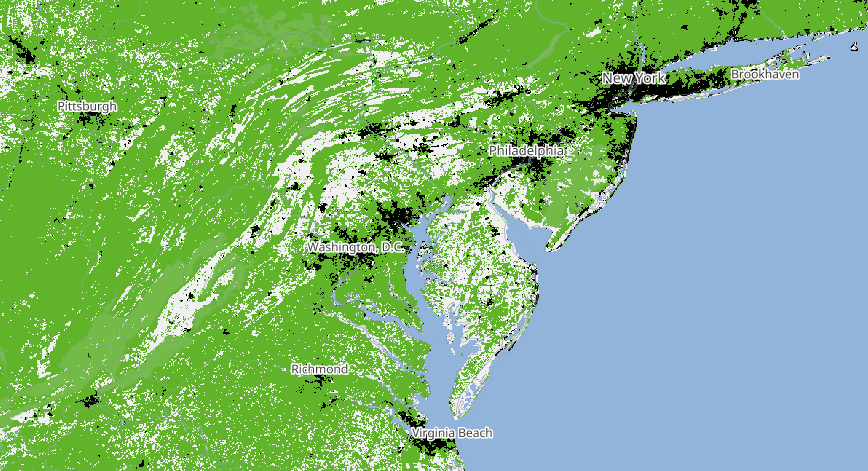 New York
Brookhaven
Pittsburgh
Philadelphia
Washington, D.C.
Richmond
Virginia Beach